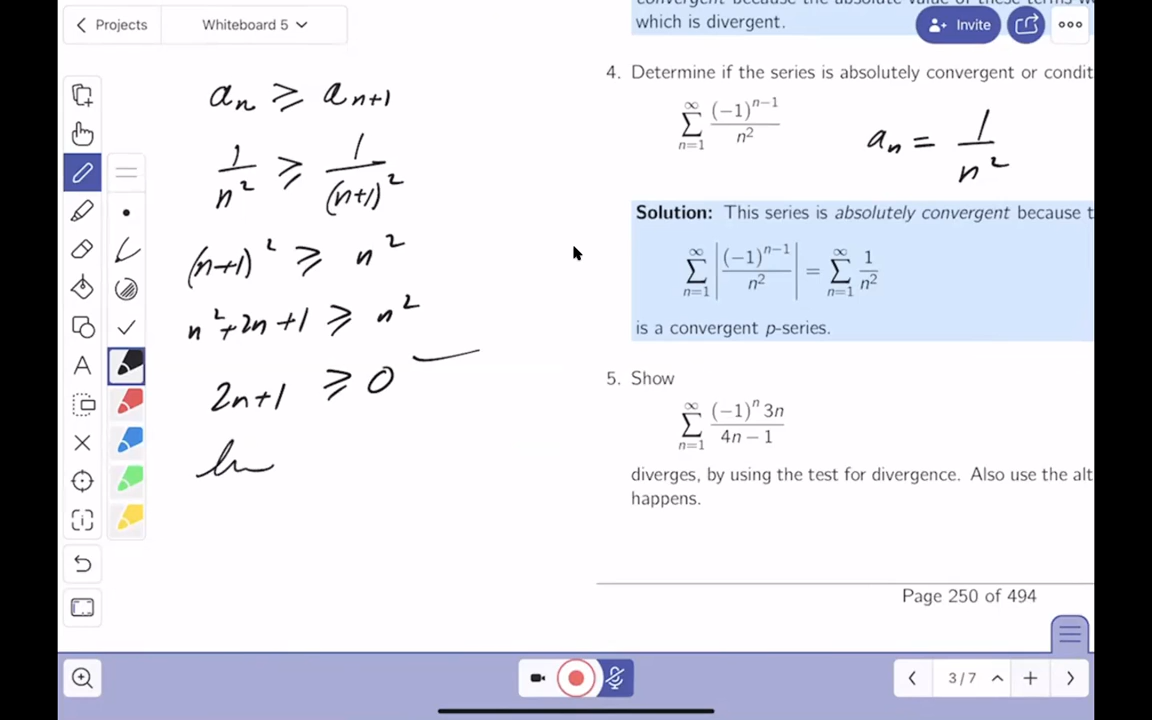 Projects
Whiteboard 5
Invite
a_n ⩾ a_{n+1}
1/n² ⩾ 1/(n+1)²
(n+1)² ⩾ n²
n²+2n+1 ⩾ n²
2n+1 ⩾ 0
which is divergent.
4. Determine if the series is absolutely convergent or condit
∞ ∑ n=1 (−1)^{n−1}/n²
a_n = 1/n²
Solution: This series is absolutely convergent because t
∞ ∑ n=1 |(−1)^{n−1}/n²| = ∞ ∑ n=1 1/n²
is a convergent p-series.
5. Show
∞ ∑ n=1 (−1)^n 3n/4n − 1
diverges, by using the test for divergence. Also use the alt
happens.
Page 250 of 494
A
3/7